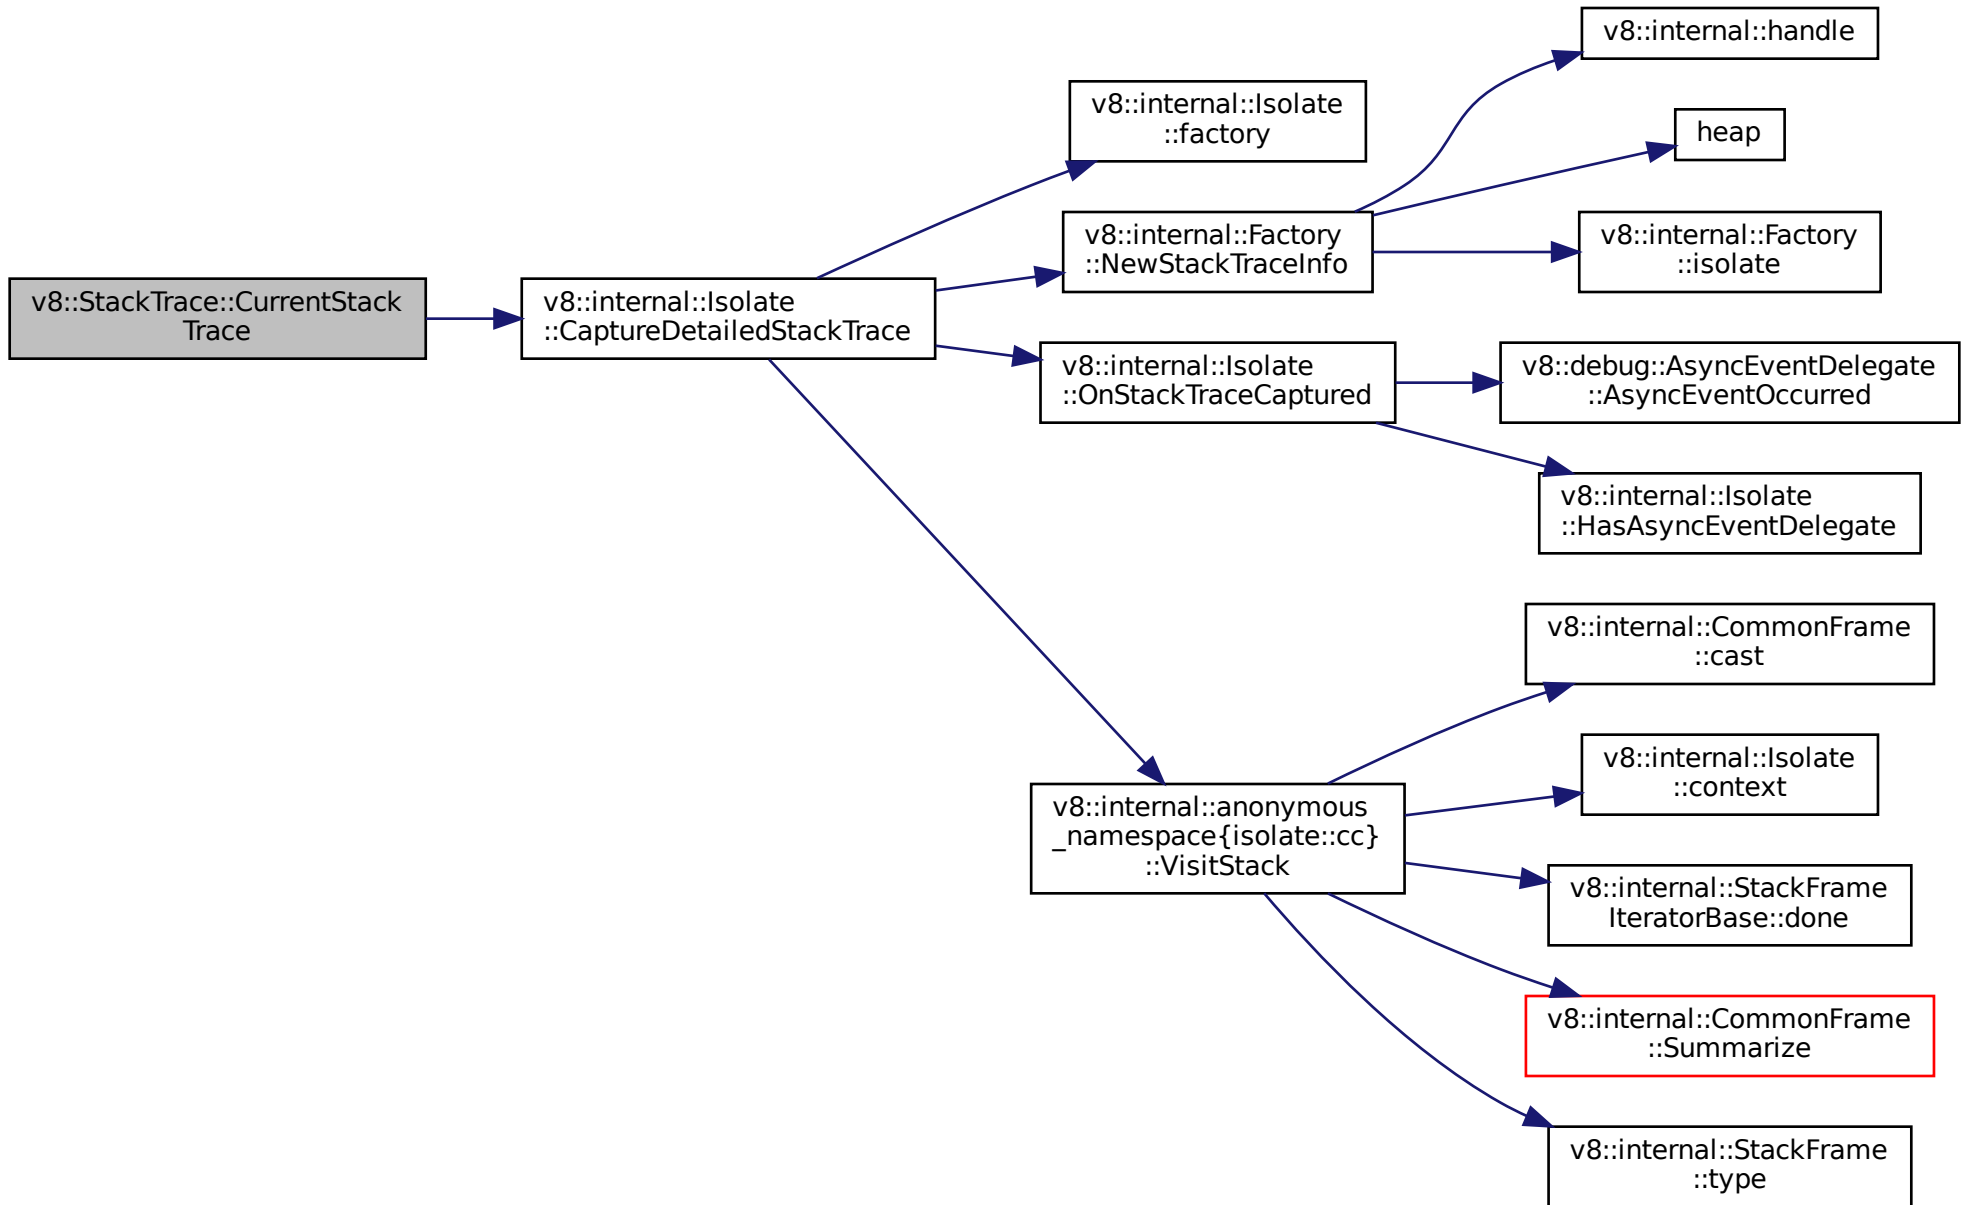 v8::StackTrace::CurrentStack
Trace
v8::internal::Isolate
::CaptureDetailedStackTrace
v8::internal::Isolate
::factory
v8::internal::Factory
::NewStackTraceInfo
v8::internal::handle
heap
v8::internal::Factory
::isolate
v8::internal::Isolate
::OnStackTraceCaptured
v8::debug::AsyncEventDelegate
::AsyncEventOccurred
v8::internal::Isolate
::HasAsyncEventDelegate
v8::internal::anonymous
_namespace{isolate::cc}
::VisitStack
v8::internal::CommonFrame
::cast
v8::internal::Isolate
::context
v8::internal::StackFrame
IteratorBase::done
v8::internal::CommonFrame
::Summarize
v8::internal::StackFrame
::type